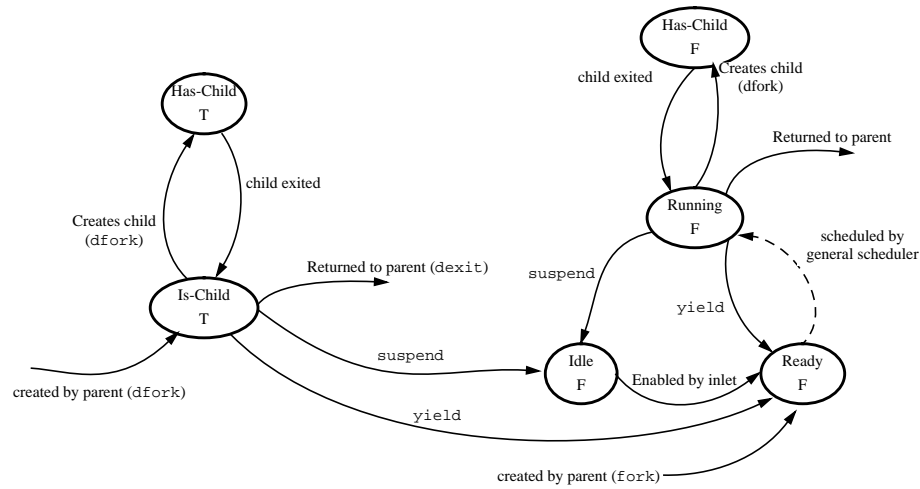 Has-Child
F
child exited
Creates child
(dfork)
Has-Child
T
Returned to parent
child exited
Running
F
Creates child
(dfork)
scheduled by
general scheduler
Returned to parent (dexit)
suspend
Is-Child
T
yield
suspend
Idle
F
Enabled by inlet
Ready
F
created by parent (dfork)
yield
created by parent (fork)